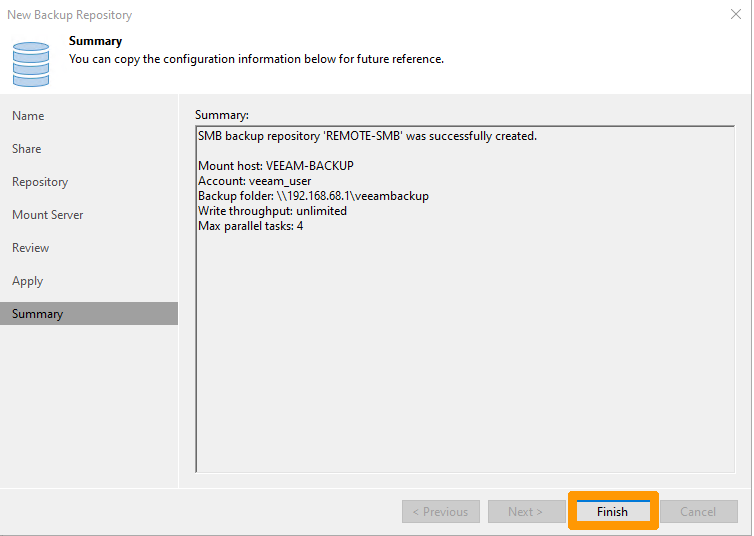 New Backup Repository
Summary
You can copy the configuration information below for future reference.
Name
Share
Repository
Mount Server
Review
Apply
Summary
Summary:
SMB backup repository 'REMOTE-SMB' was successfully created.
Mount host: VEEAM-BACKUP
Account: veeam_user
Backup folder: \\192.168.68.1\veeambackup
Write throughput: unlimited
Max parallel tasks: 4
< Previous
Next >
Finish
Cancel